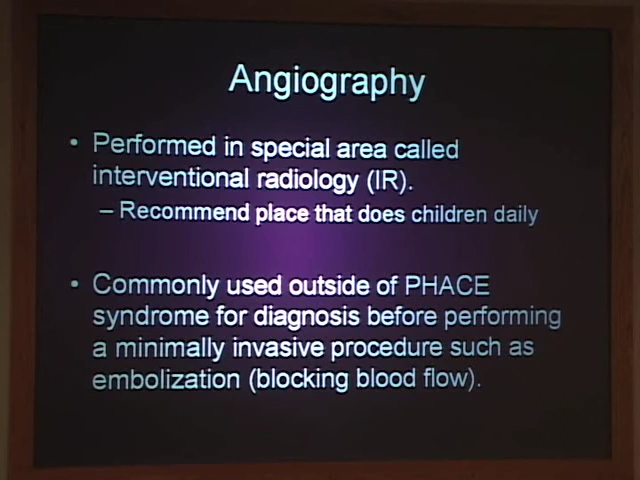 Angiography
• Performed in special area called
interventional radiology (IR).
– Recommend place that does children daily
• Commonly used outside of PHACE
syndrome for diagnosis before performing
a minimally invasive procedure such as
embolization (blocking blood flow).